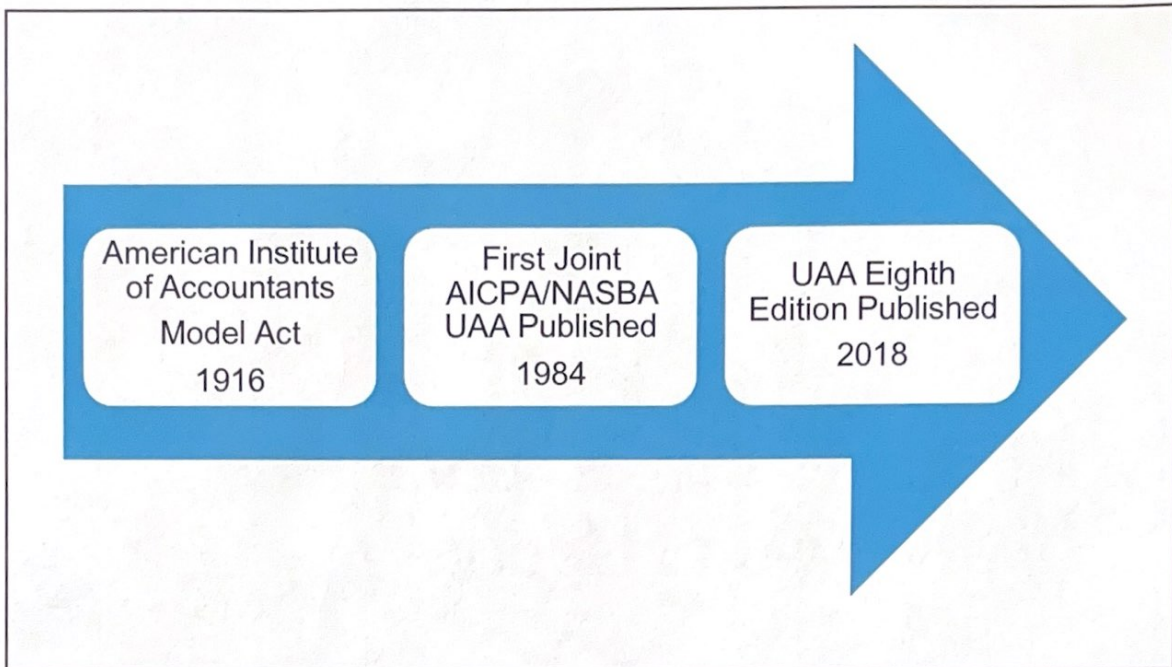 American Institute
of Accountants
Model Act
1916
First Joint
AICPA/NASBA
UAA Published
1984
UAA Eighth
Edition Published
2018